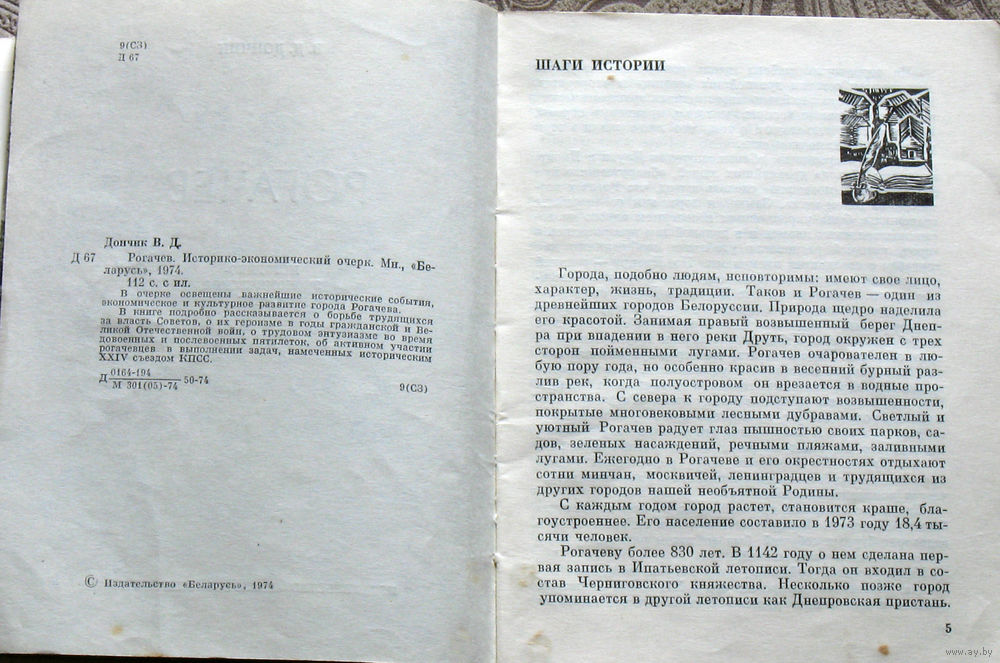 9(С3)
Д 67
Дончик В. Д.
Д 67
Рогачев. Историко-экономический очерк. Мн., «Бе-
ларусь», 1974.
112 с. с ил.
В очерке освещены важнейшие исторические события,
экономическое и культурное развитие города Рогачева.
В книге подробно рассказывается о борьбе трудящихся
за власть Советов, о их героизме в годы гражданской и Ве-
ликой Отечественной войн, о трудовом энтузиазме во время
довоенных и послевоенных пятилеток, об активном участии
рогачевцев в выполнении задач, намеченных историческим
XXIV съездом КПСС.
Д 0164-194
М 301(05)-74 50-74
9(С3)
© Издательство «Беларусь», 1974
ШАГИ ИСТОРИИ
Города, подобно людям, неповторимы: имеют свое лицо,
характер, жизнь, традиции. Таков и Рогачев — один из
древнейших городов Белоруссии. Природа щедро наделила
его красотой. Занимая правый возвышенный берег Днеп-
ра при впадении в него реки Друть, город окружен с трех
сторон пойменными лугами. Рогачев очарователен в лю-
бую пору года, но особенно красив в весенний бурный раз-
лив рек, когда полуостровом он врезается в водные про-
странства. С севера к городу подступают возвышенности,
покрытые многовековыми лесными дубравами. Светлый и
уютный Рогачев радует глаз пышностью своих парков, са-
дов, зеленых насаждений, речными пляжами, заливными
лугами. Ежегодно в Рогачеве и его окрестностях отдыхают
сотни минчан, москвичей, ленинградцев и трудящихся из
других городов нашей необъятной Родины.
С каждым годом город растет, становится краше, бла-
гоустроеннее. Его население составило в 1973 году 18,4 ты-
сячи человек.
Рогачеву более 830 лет. В 1142 году о нем сделана пер-
вая запись в Ипатьевской летописи. Тогда он входил в со-
став Черниговского княжества. Несколько позже город
упоминается в другой летописи как Днепровская пристань.
5
www.ay.by